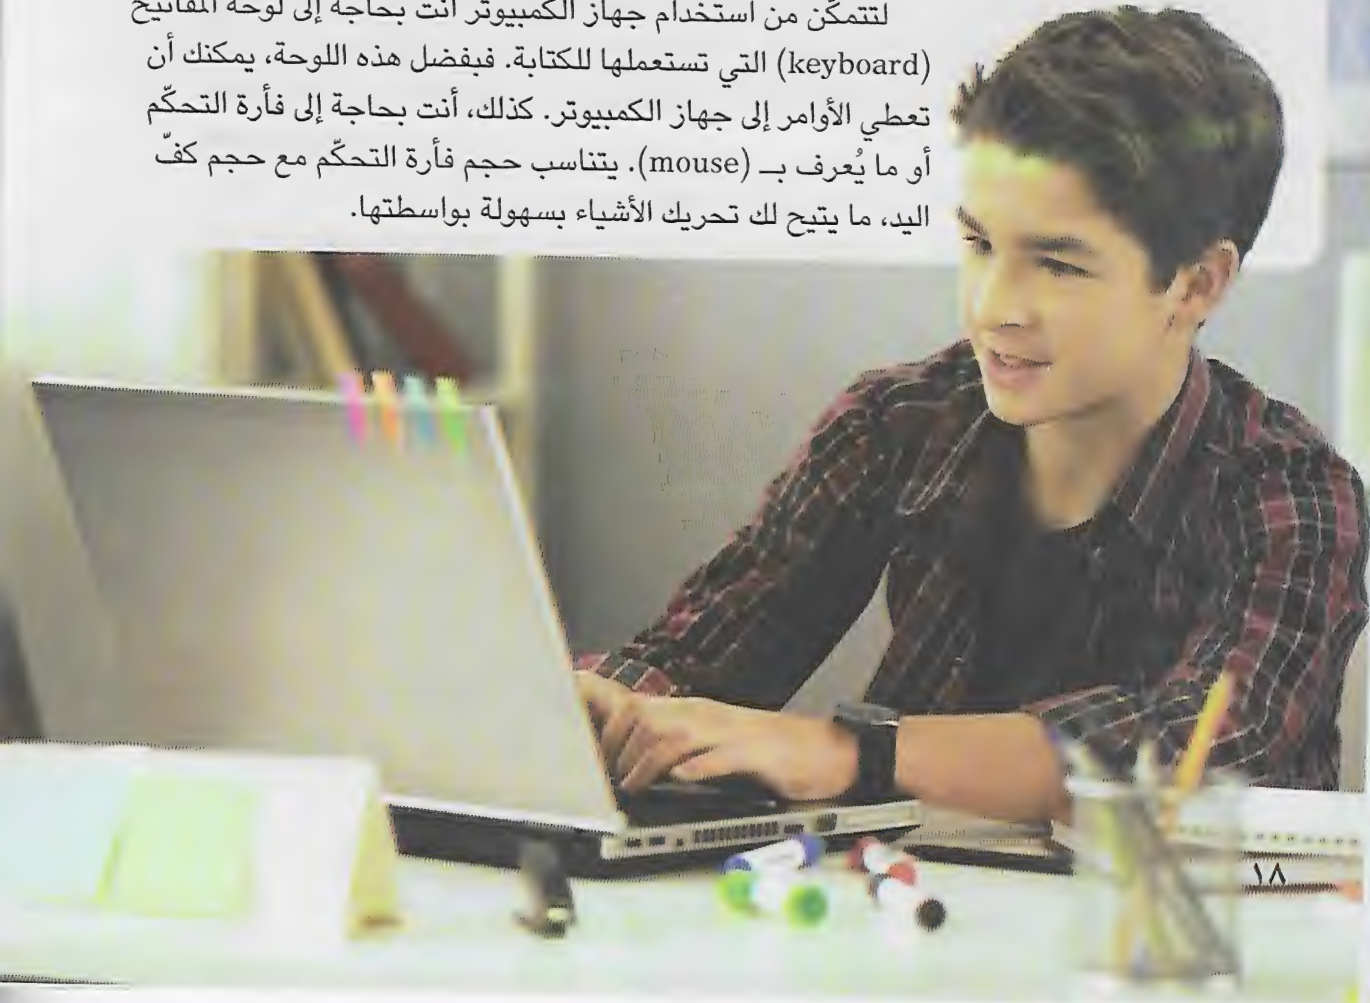 لتتمكّن من استخدام جهاز الكمبيوتر أنت بحاجة إلى لوحة المفاتيح
(keyboard) التي تستعملها للكتابة. فبفضل هذه اللوحة، يمكنك أن
تعطي الأوامر إلى جهاز الكمبيوتر. كذلك، أنت بحاجة إلى فأرة التحكّم
أو ما يُعرف بـ (mouse). يتناسب حجم فأرة التحكّم مع حجم كفّ
اليد، ما يتيح لك تحريك الأشياء بسهولة بواسطتها.
١٨